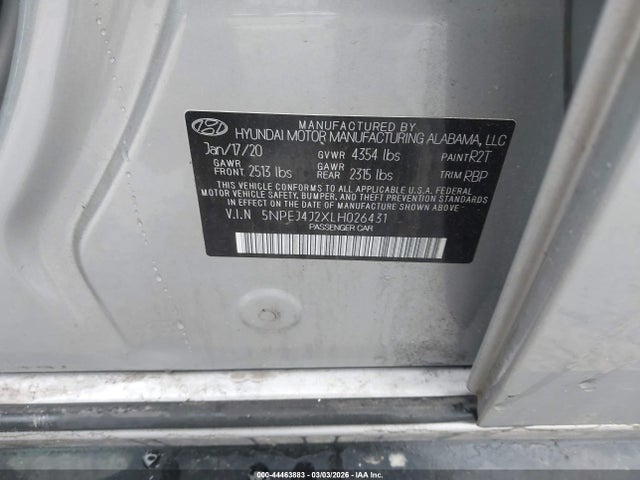 MANUFACTURED BY
HYUNDAI MOTOR MANUFACTURING ALABAMA, LLC
Jan/17/20 GVWR 4354 lbs PAINT R2T
GAWR FRONT 2513 lbs GAWR REAR 2315 lbs TRIM RBP
THIS VEHICLE CONFORMS TO ALL APPLICABLE U.S.A. FEDERAL
MOTOR VEHICLE SAFETY, BUMPER, AND THEFT PREVENTION STANDARDS
IN EFFECT ON THE DATE OF MANUFACTURE SHOWN ABOVE.
V.I.N 5NPEJ4J2XLH026431
PASSENGER CAR
000-44463883 | 03/03/2026 - IAA Inc.